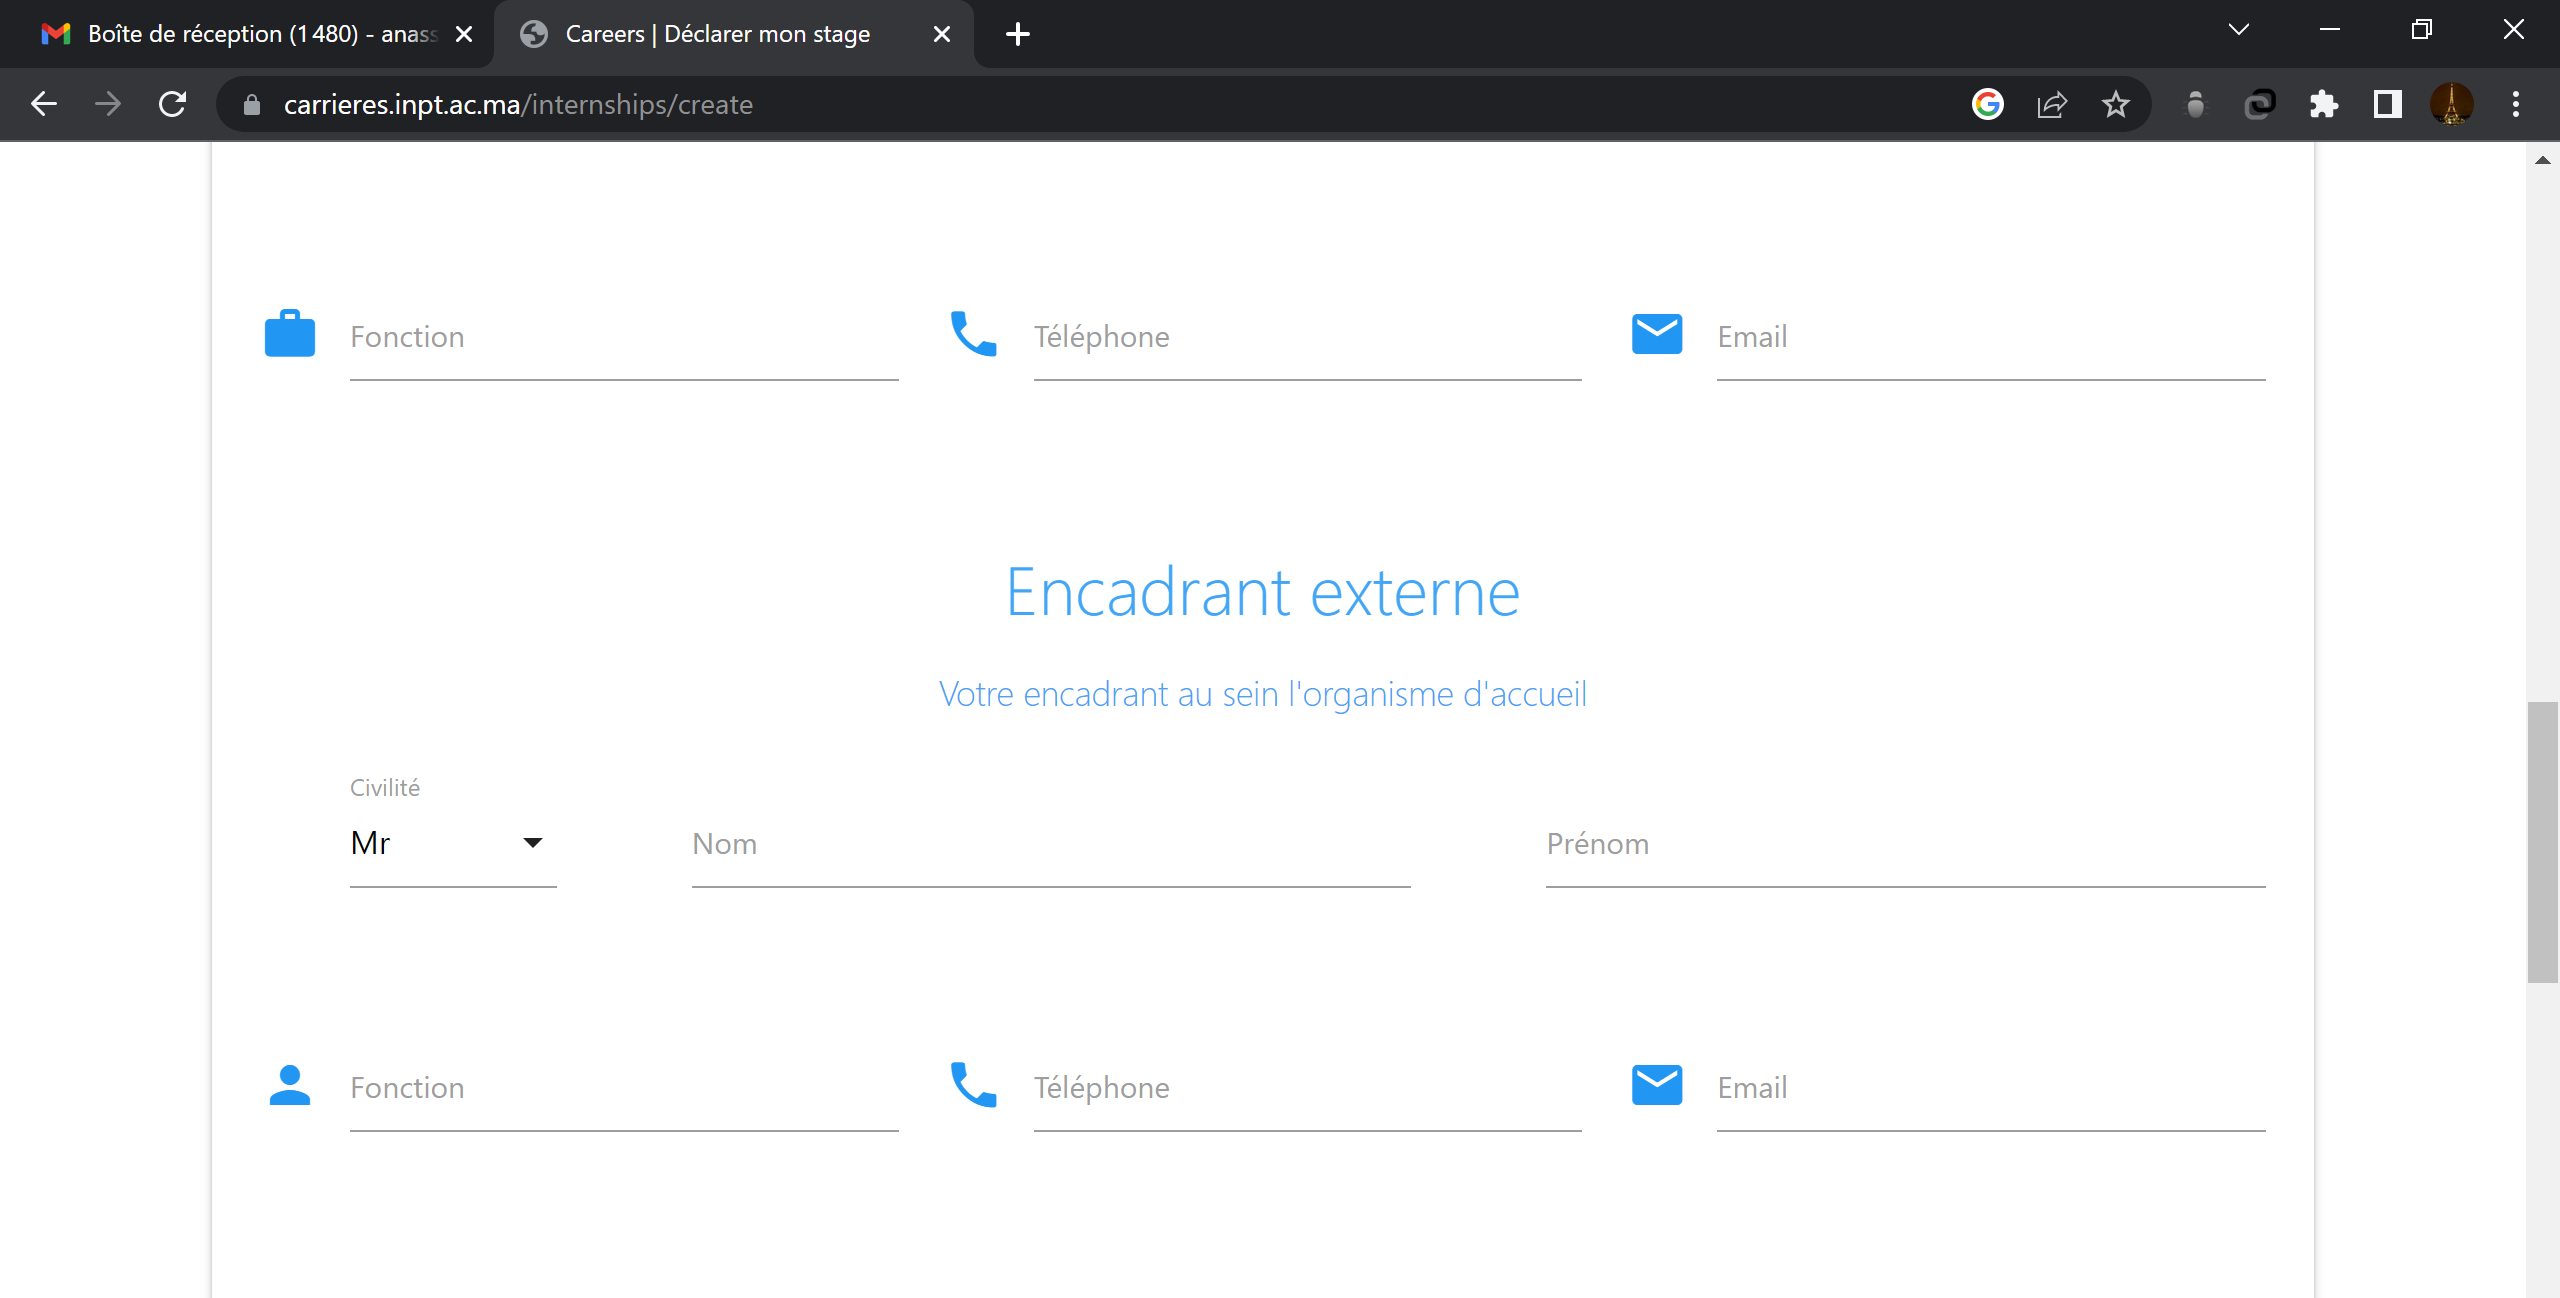 Boîte de réception (1 480) - anass
Careers | Déclarer mon stage
carrieres.inpt.ac.ma/internships/create
Fonction
Téléphone
Email
Encadrant externe
Votre encadrant au sein l'organisme d'accueil
Civilité
Mr
Nom
Prénom
Fonction
Téléphone
Email